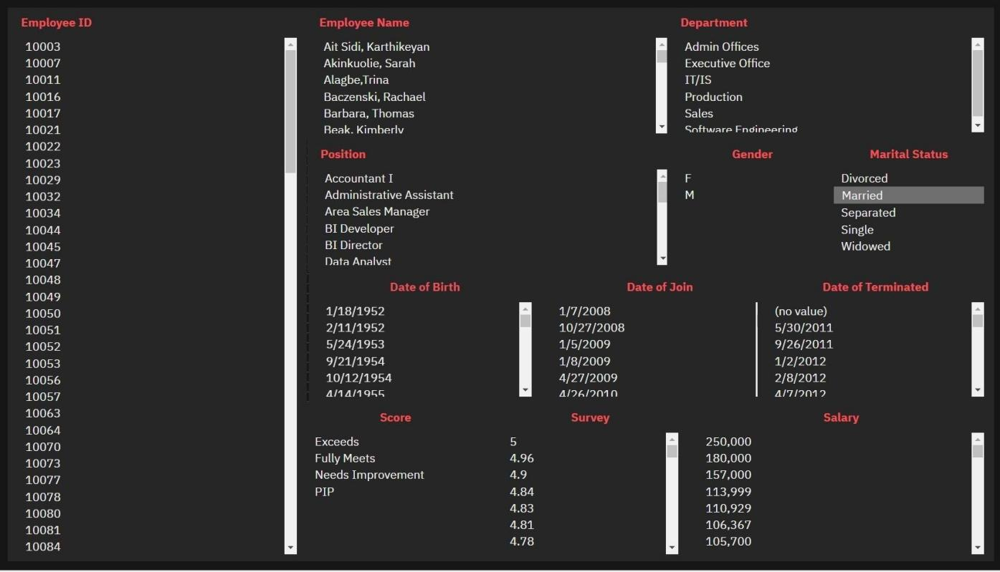 Employee ID
10003
10007
10011
10016
10017
10021
10022
10023
10029
10032
10034
10044
10045
10047
10048
10049
10050
10051
10052
10053
10056
10057
10063
10064
10070
10073
10077
10078
10080
10081
10084
Employee Name
Ait Sidi, Karthikeyan
Akinkuolie, Sarah
Alagbe,Trina
Baczenski, Rachael
Barbara, Thomas
Beak, Kimberly
Department
Admin Offices
Executive Office
IT/IS
Production
Sales
Software Engineering
Position
Accountant I
Administrative Assistant
Area Sales Manager
BI Developer
BI Director
Data Analyst
Gender
F
M
Marital Status
Divorced
Married
Separated
Single
Widowed
Date of Birth
1/18/1952
2/11/1952
5/24/1953
9/21/1954
10/12/1954
4/14/1955
Date of Join
1/7/2008
10/27/2008
1/5/2009
1/8/2009
4/27/2009
4/26/2010
Date of Terminated
(no value)
5/30/2011
9/26/2011
1/2/2012
2/8/2012
4/7/2012
Score
Exceeds
Fully Meets
Needs Improvement
PIP
Survey
5
4.96
4.9
4.84
4.83
4.81
4.78
Salary
250,000
180,000
157,000
113,999
110,929
106,367
105,700